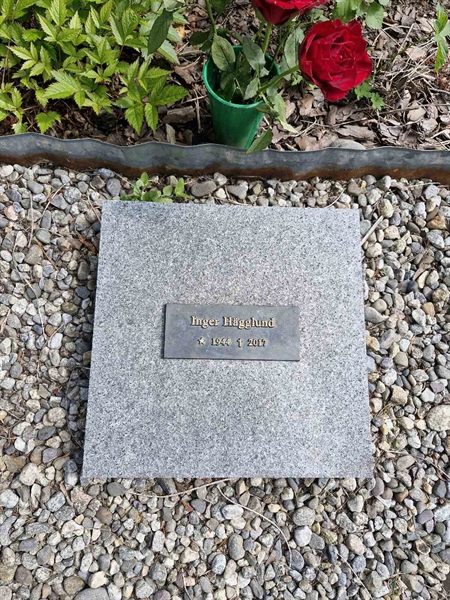 Inger Hägglund
★ 1944 † 2017